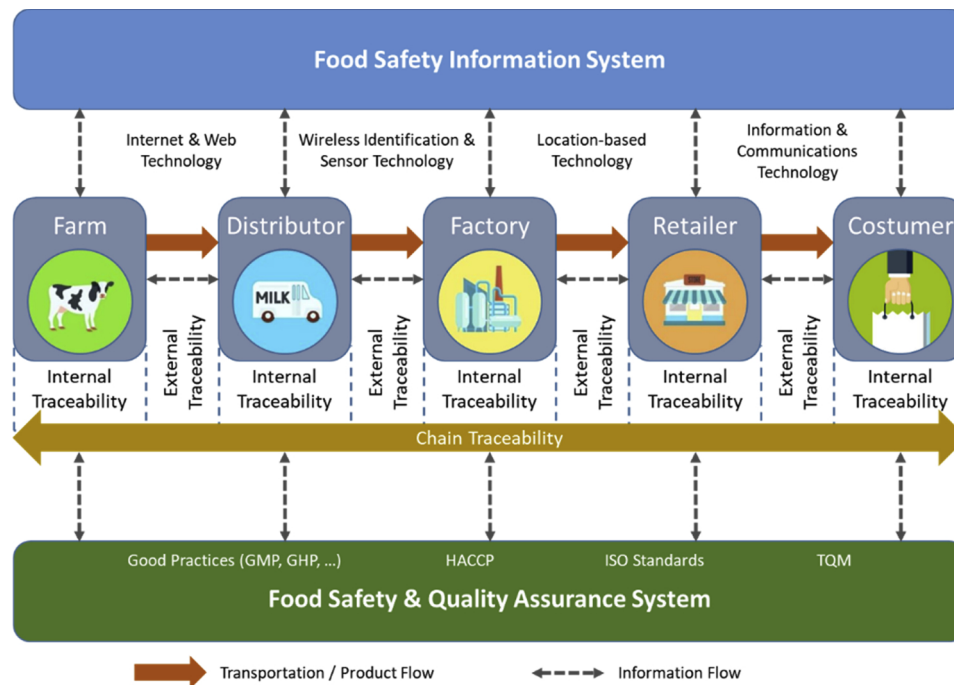 Food Safety Information System
Internet & Web
Technology
Wireless Identification &
Sensor Technology
Location-based
Technology
Information &
Communications
Technology
Farm
Distributor
Factory
Retailer
Costumer
MILK
Internal
Traceability
External
Traceability
Internal
Traceability
External
Traceability
Internal
Traceability
External
Traceability
Internal
Traceability
External
Traceability
Internal
Traceability
Chain Traceability
Good Practices (GMP, GHP, ...)
HACCP
ISO Standards
TQM
Food Safety & Quality Assurance System
Transportation / Product Flow
Information Flow